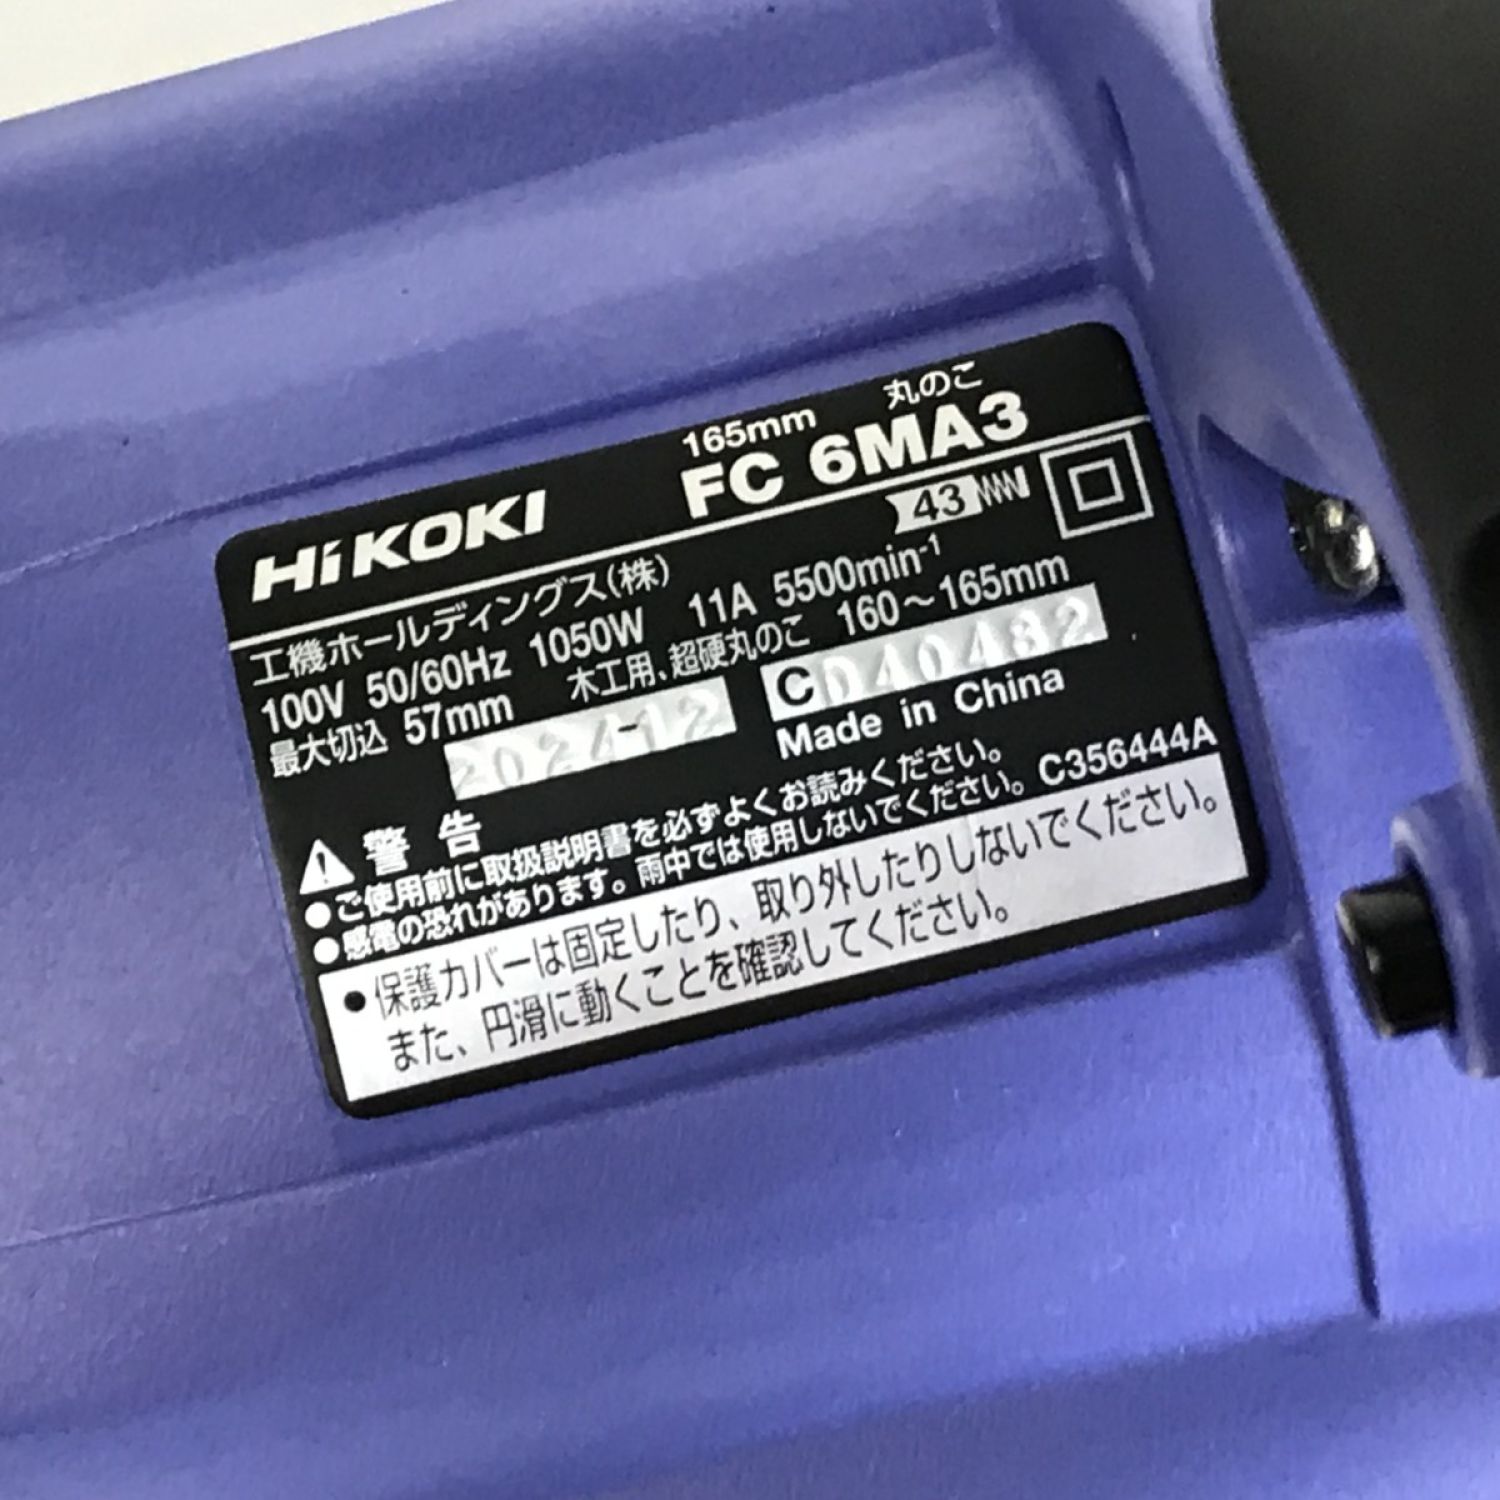 165mm 丸のこ
HiKOKI FC 6MA3
工機ホールディングス(株) 43
100V 50/60Hz 1050W 11A 5500min⁻¹
最大切込 57mm 木工用、超硬丸のこ 160～165mm
2024-12 CD40482
Made in China
警告
●ご使用前に取扱説明書を必ずよくお読みください。
●感電の恐れがあります。雨中では使用しないでください。 C356444A
●保護カバーは固定したり、取り外したりしないでください。
また、円滑に動くことを確認してください。